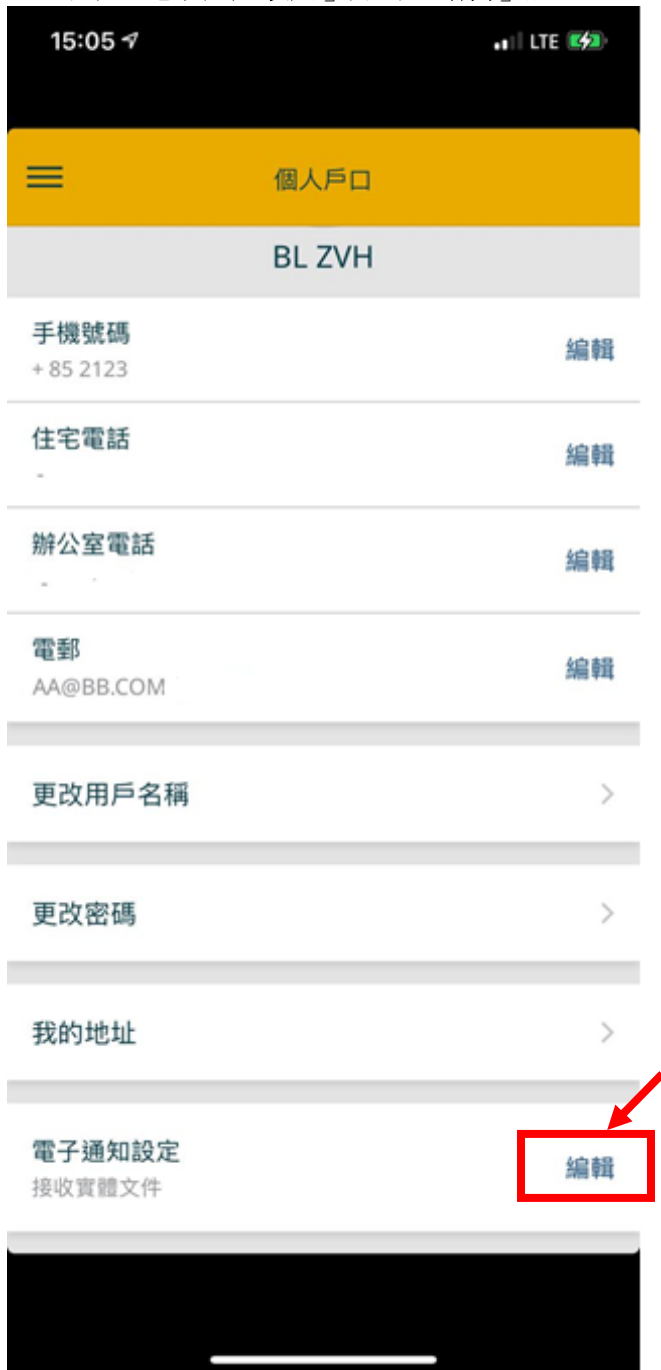 15:05
LTE
個人戶口
BL ZVH
手機號碼
編輯
+ 85 2123
住宅電話
編輯
-
辦公室電話
編輯
-
電郵
編輯
AA@BB.COM
更改用戶名稱
更改密碼
我的地址
電子通知設定
編輯
接收實體文件